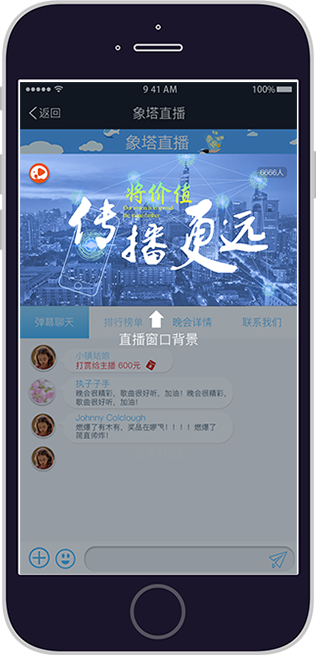 9 41 AM
100%
返回
象塔直播
象塔直播
6666人
将价值
传播更远
弹幕聊天
排行榜单
晚会详情
联系我们
直播窗口背景
小镇姑娘
打赏给主播 600元
执子子手
晚会很精彩，歌曲很好听，加油！晚会很精彩，
歌曲很好听，加油！
Johnny Colclough
燃爆了有木有，奖品在哪丐！！！！燃爆了
简直帅炸！